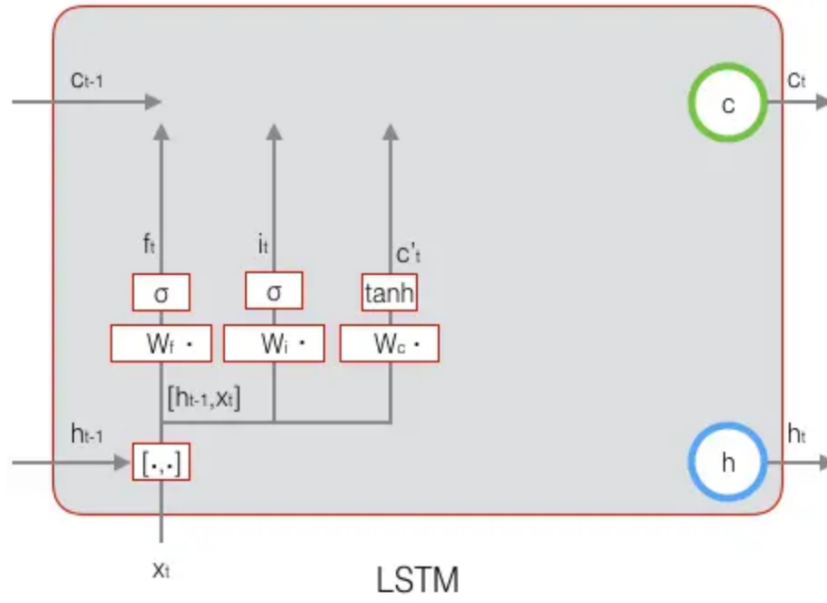 Ct-1
c
Ct
ft
it
c't
σ
σ
tanh
Wf ·
Wi ·
Wc ·
[ht-1,xt]
ht-1
[·,·]
h
ht
xt
LSTM